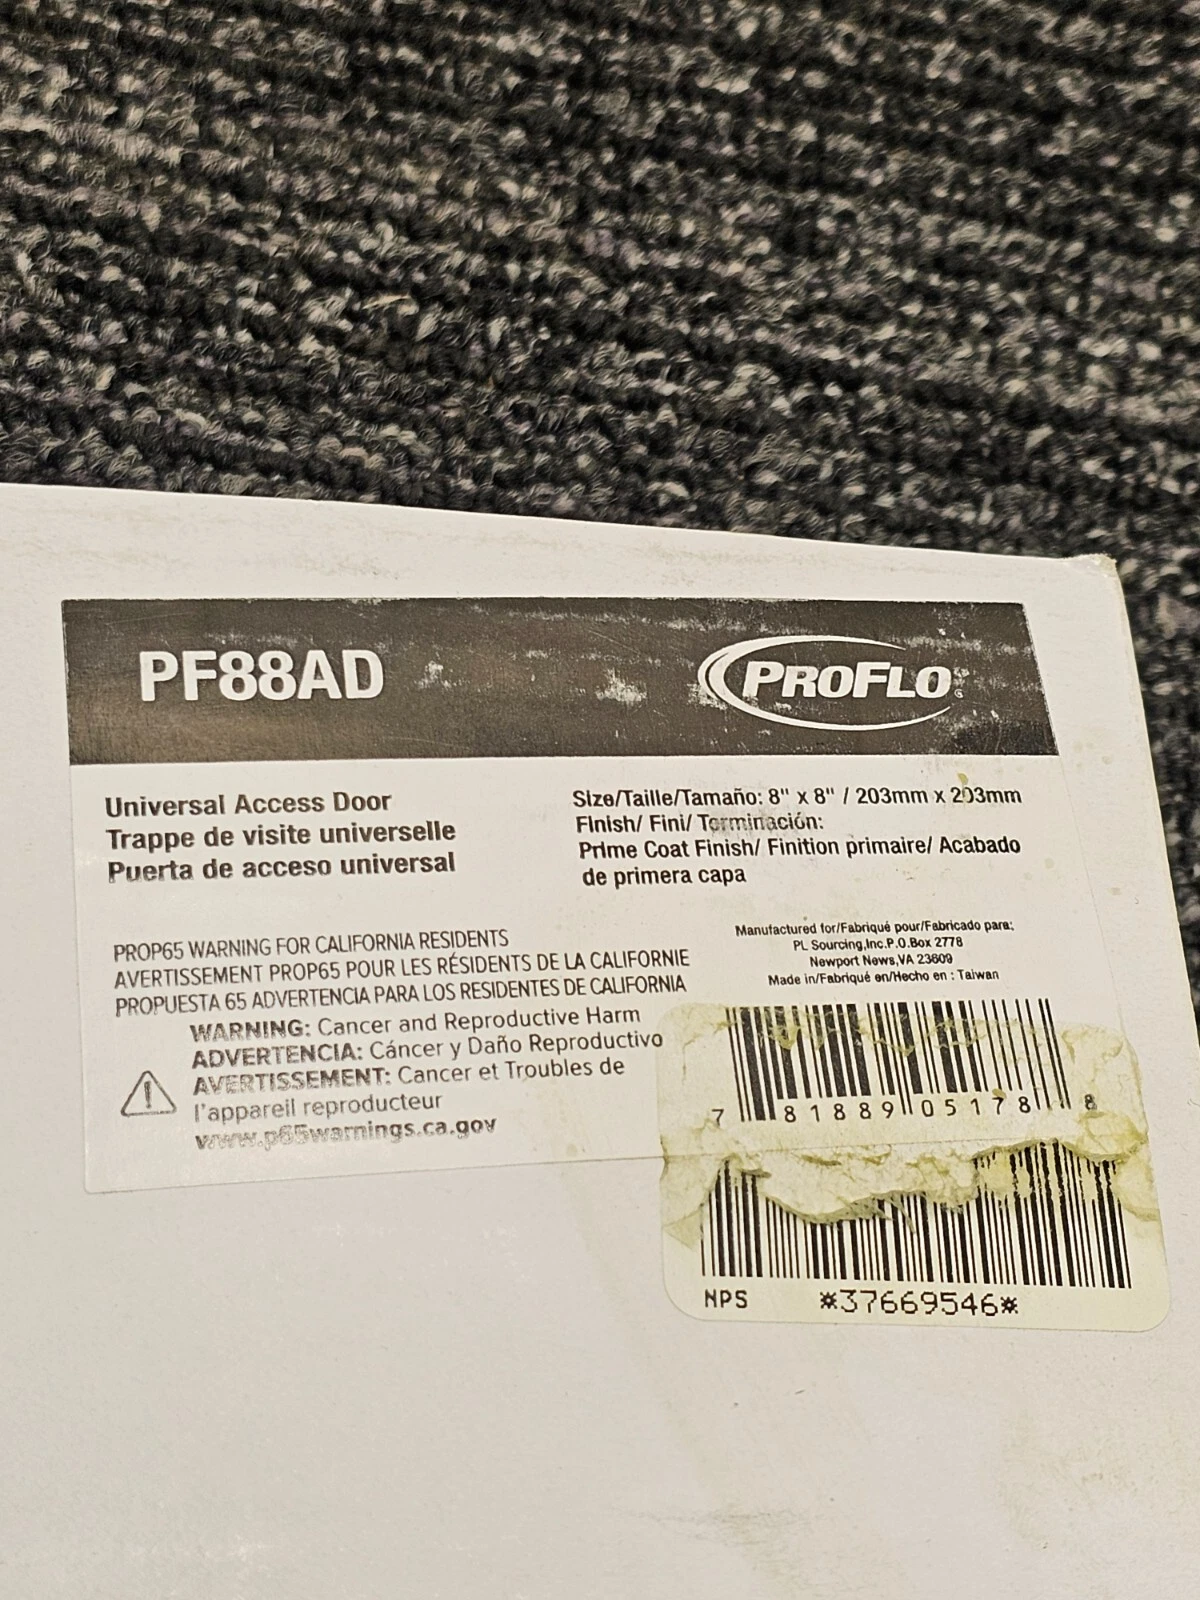 PF88AD
PROFLO
Universal Access Door
Trappe de visite universelle
Puerta de acceso universal
Size/Taille/Tamaño: 8" x 8" / 203mm x 203mm
Finish/ Fini/ Terminación:
Prime Coat Finish/ Finition primaire/ Acabado
de primera capa
PROP65 WARNING FOR CALIFORNIA RESIDENTS
AVERTISSEMENT PROP65 POUR LES RÉSIDENTS DE LA CALIFORNIE
PROPUESTA 65 ADVERTENCIA PARA LOS RESIDENTES DE CALIFORNIA
WARNING: Cancer and Reproductive Harm
ADVERTENCIA: Cáncer y Daño Reproductivo
AVERTISSEMENT: Cancer et Troubles de
l'appareil reproducteur
www.p65warnings.ca.gov
Manufactured for/Fabriqué pour/Fabricado para:
PL Sourcing,Inc.P.O.Box 2778
Newport News,VA 23609
Made in/Fabriqué en/Hecho en : Taiwan
7 81889 05178 8
NPS *37669546*